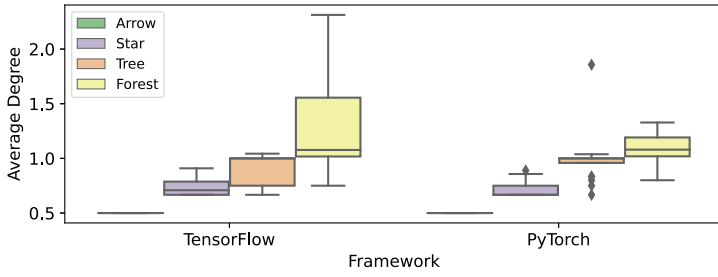 Average Degree
2.0
1.5
1.0
0.5
Arrow
Star
Tree
Forest
TensorFlow
PyTorch
Framework